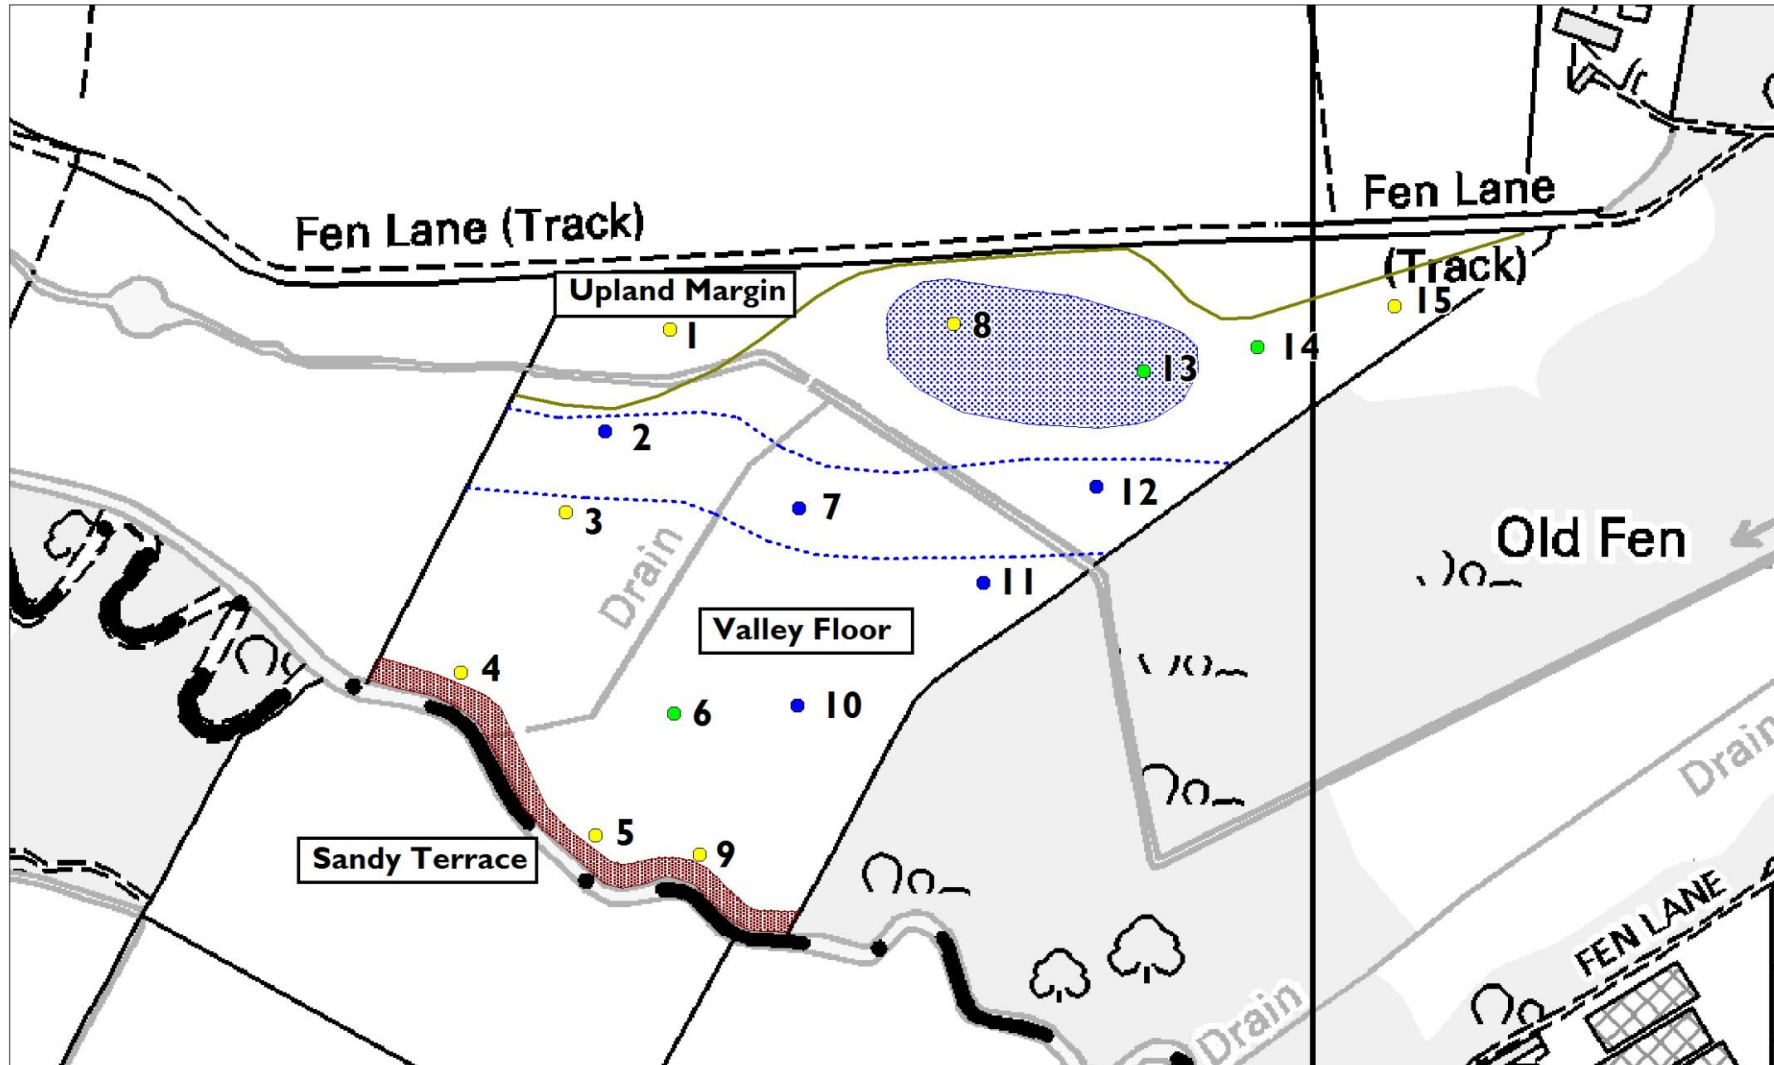 Fen Lane
Fen Lane (Track)
(Track)
Upland Margin
15
1
8
14
13
2
12
7
3
Old Fen
Drain
11
Valley Floor
4
10
6
Drain
5
9
Sandy Terrace
FEN LANE
Drain